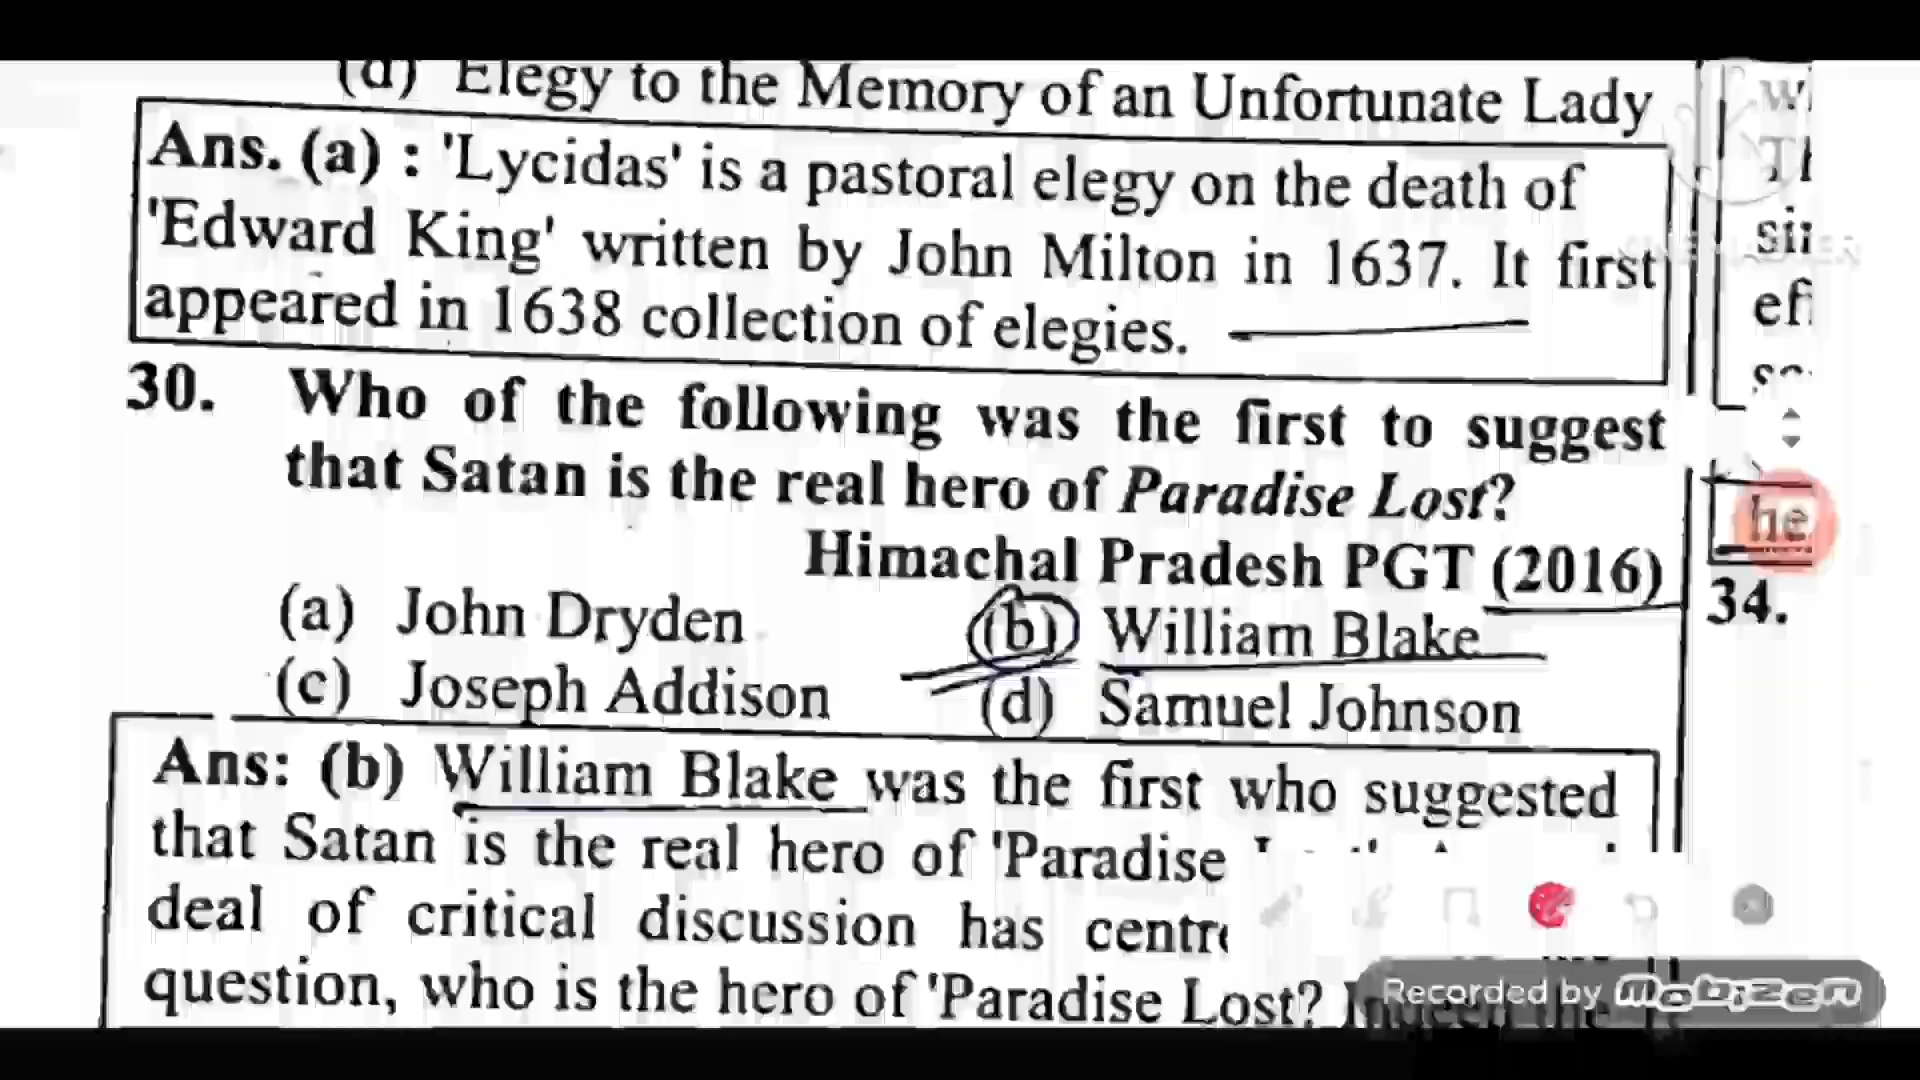 (d) Elegy to the Memory of an Unfortunate Lady
Ans. (a) : 'Lycidas' is a pastoral elegy on the death of
'Edward King' written by John Milton in 1637. It first
appeared in 1638 collection of elegies.
30. Who of the following was the first to suggest
that Satan is the real hero of Paradise Lost?
Himachal Pradesh PGT (2016)
(a) John Dryden (b) William Blake
(c) Joseph Addison (d) Samuel Johnson
Ans: (b) William Blake was the first who suggested
that Satan is the real hero of 'Paradise
deal of critical discussion has centre
question, who is the hero of 'Paradise Lost?
he
34.
KINEMASTER
Recorded by Mobizen